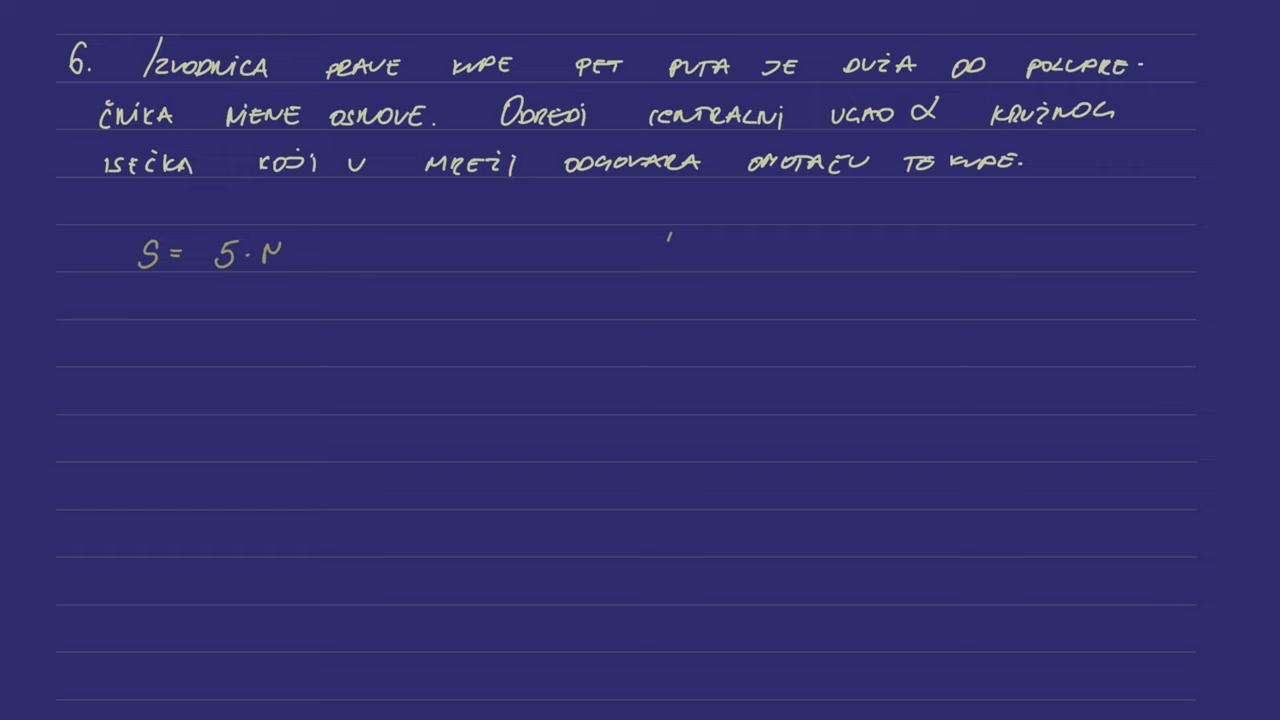 6. IZVODNICA PRAVE KUPE PET PUTA JE DUŽA OD POLUPRE-
ČNIKA NJENE OSNOVE. ODREDI CENTRALNI UGAO α KRUŽNOG
ISEČKA KOJI U MREŽI ODGOVARA OMOTAČU TE KUPE.
S = 5 · r